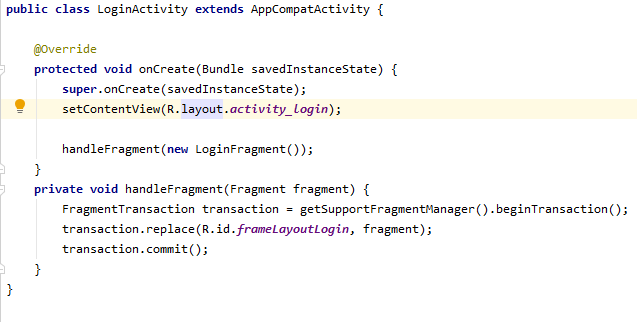 public class LoginActivity extends AppCompatActivity {
@Override
protected void onCreate(Bundle savedInstanceState) {
super.onCreate(savedInstanceState);
setContentView(R.layout.activity_login);
handleFragment(new LoginFragment());
}
private void handleFragment(Fragment fragment) {
FragmentTransaction transaction = getSupportFragmentManager().beginTransaction();
transaction.replace(R.id.frameLayoutLogin, fragment);
transaction.commit();
}
}